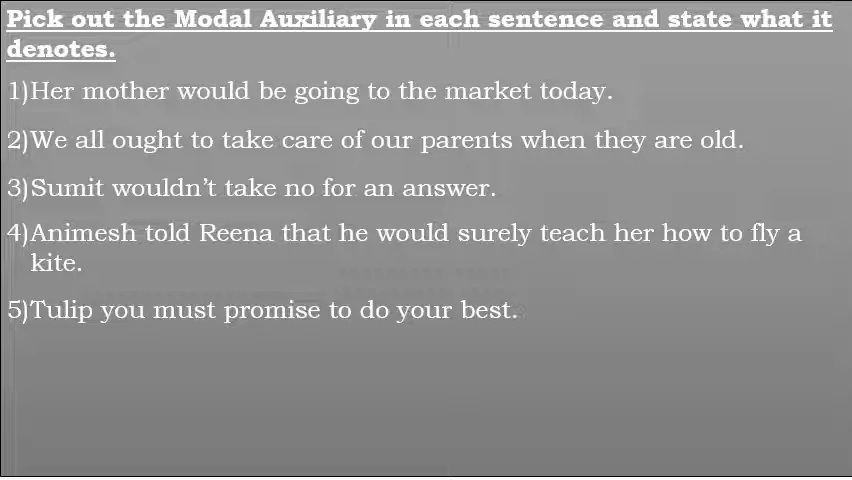 Pick out the Modal Auxiliary in each sentence and state what it
denotes.
1)Her mother would be going to the market today.
2)We all ought to take care of our parents when they are old.
3)Sumit wouldn’t take no for an answer.
4)Animesh told Reena that he would surely teach her how to fly a
kite.
5)Tulip you must promise to do your best.